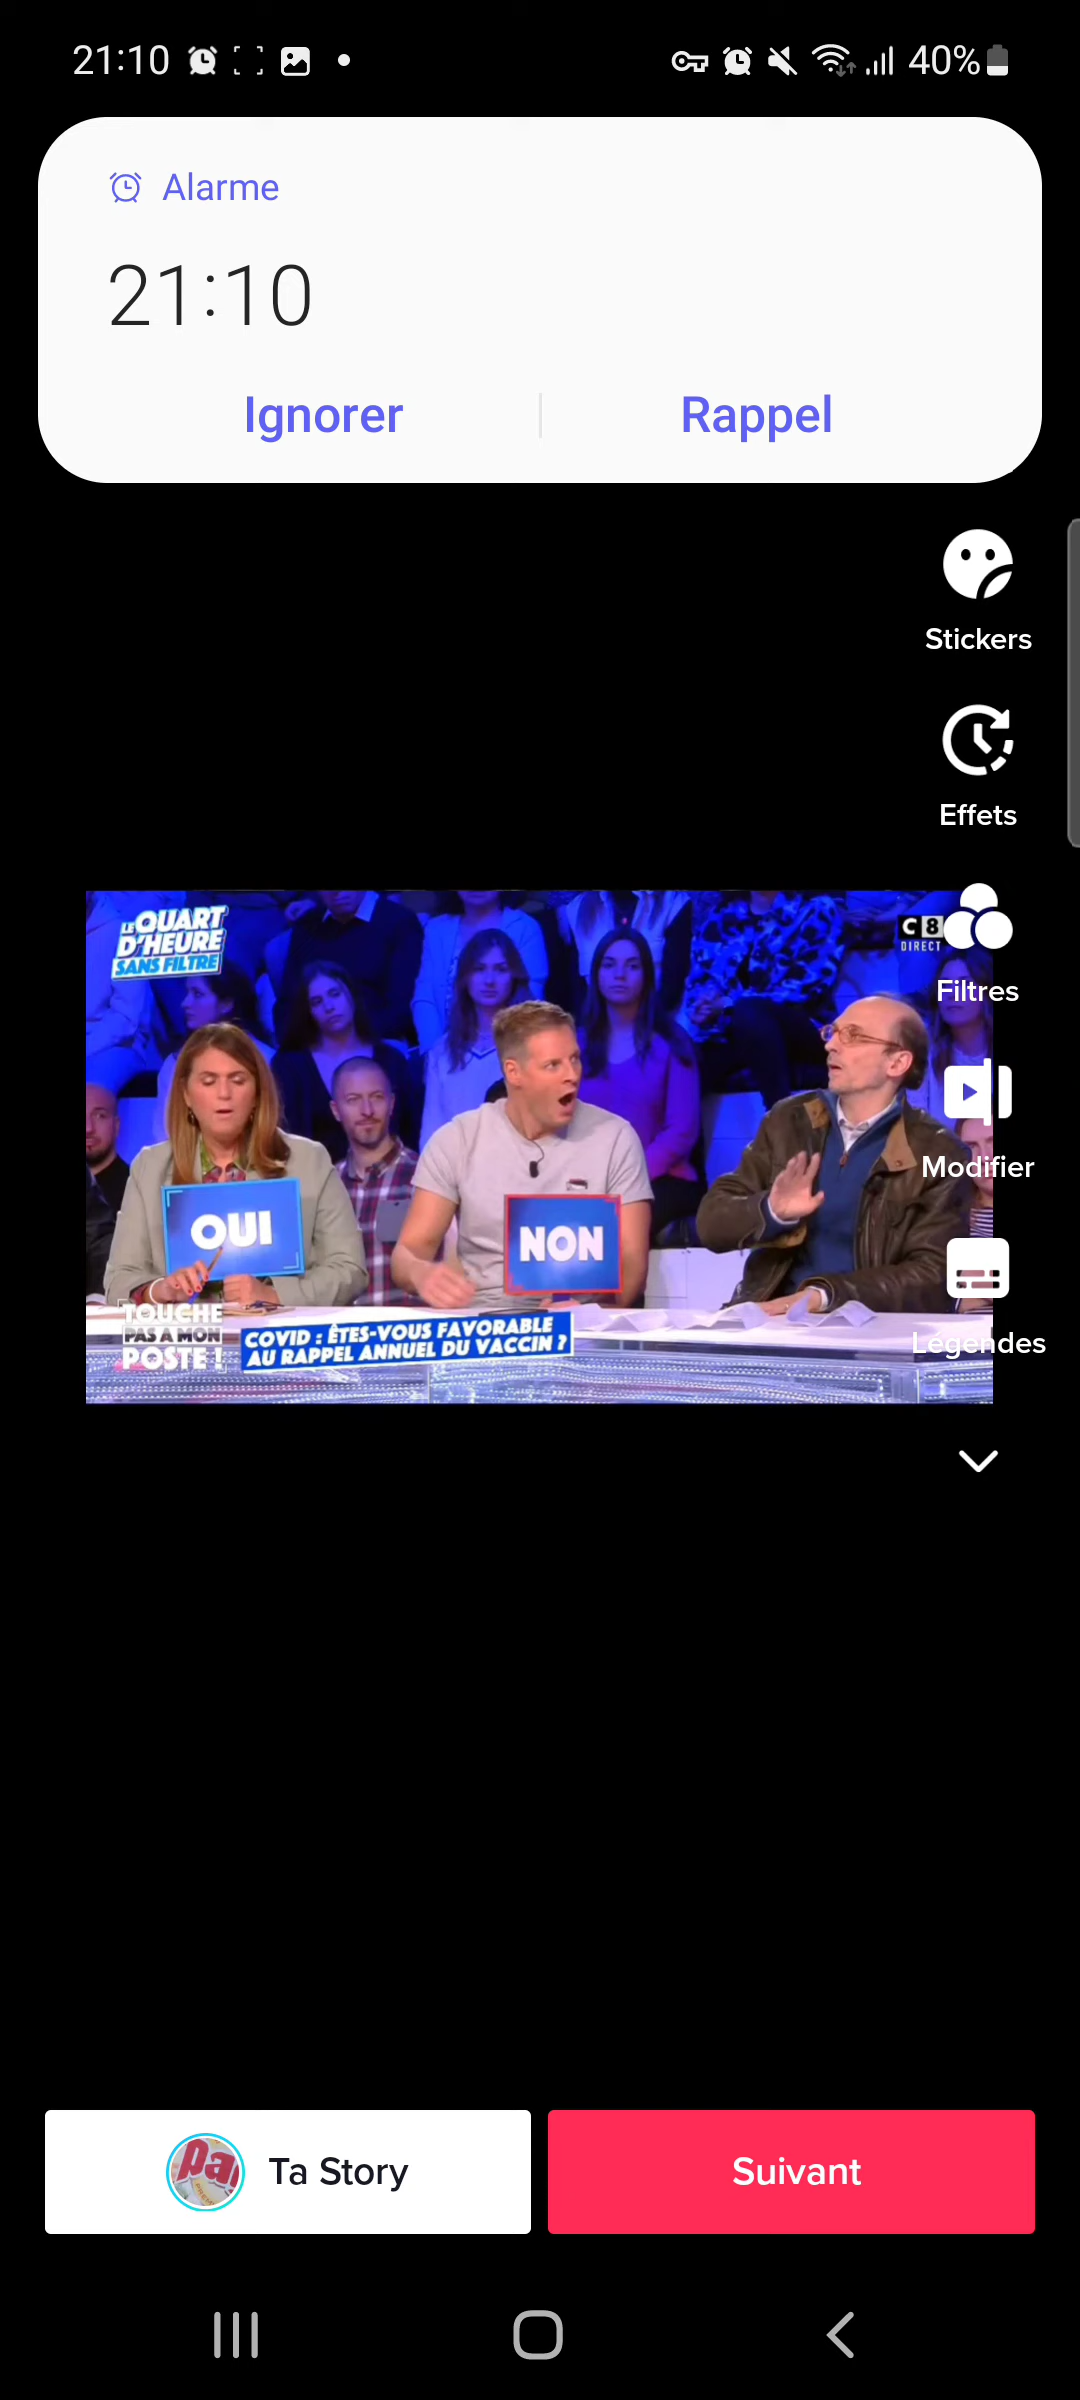 21:10
40%
Alarme
21:10
Ignorer
Rappel
Stickers
Effets
LE QUART
D'HEURE
SANS FILTRE
C8
DIRECT
Filtres
Modifier
OUI
NON
TOUCHE
PAS À MON
POSTE !
COVID : ÊTES-VOUS FAVORABLE
AU RAPPEL ANNUEL DU VACCIN ?
Légendes
Ta Story
Suivant